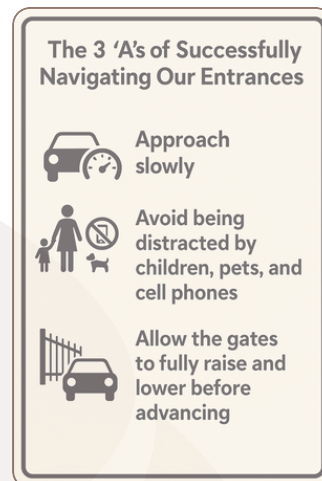 The 3 ‘A’s of Successfully
Navigating Our Entrances
Approach
slowly
Avoid being
distracted by
children, pets, and
cell phones
Allow the gates
to fully raise and
lower before
advancing